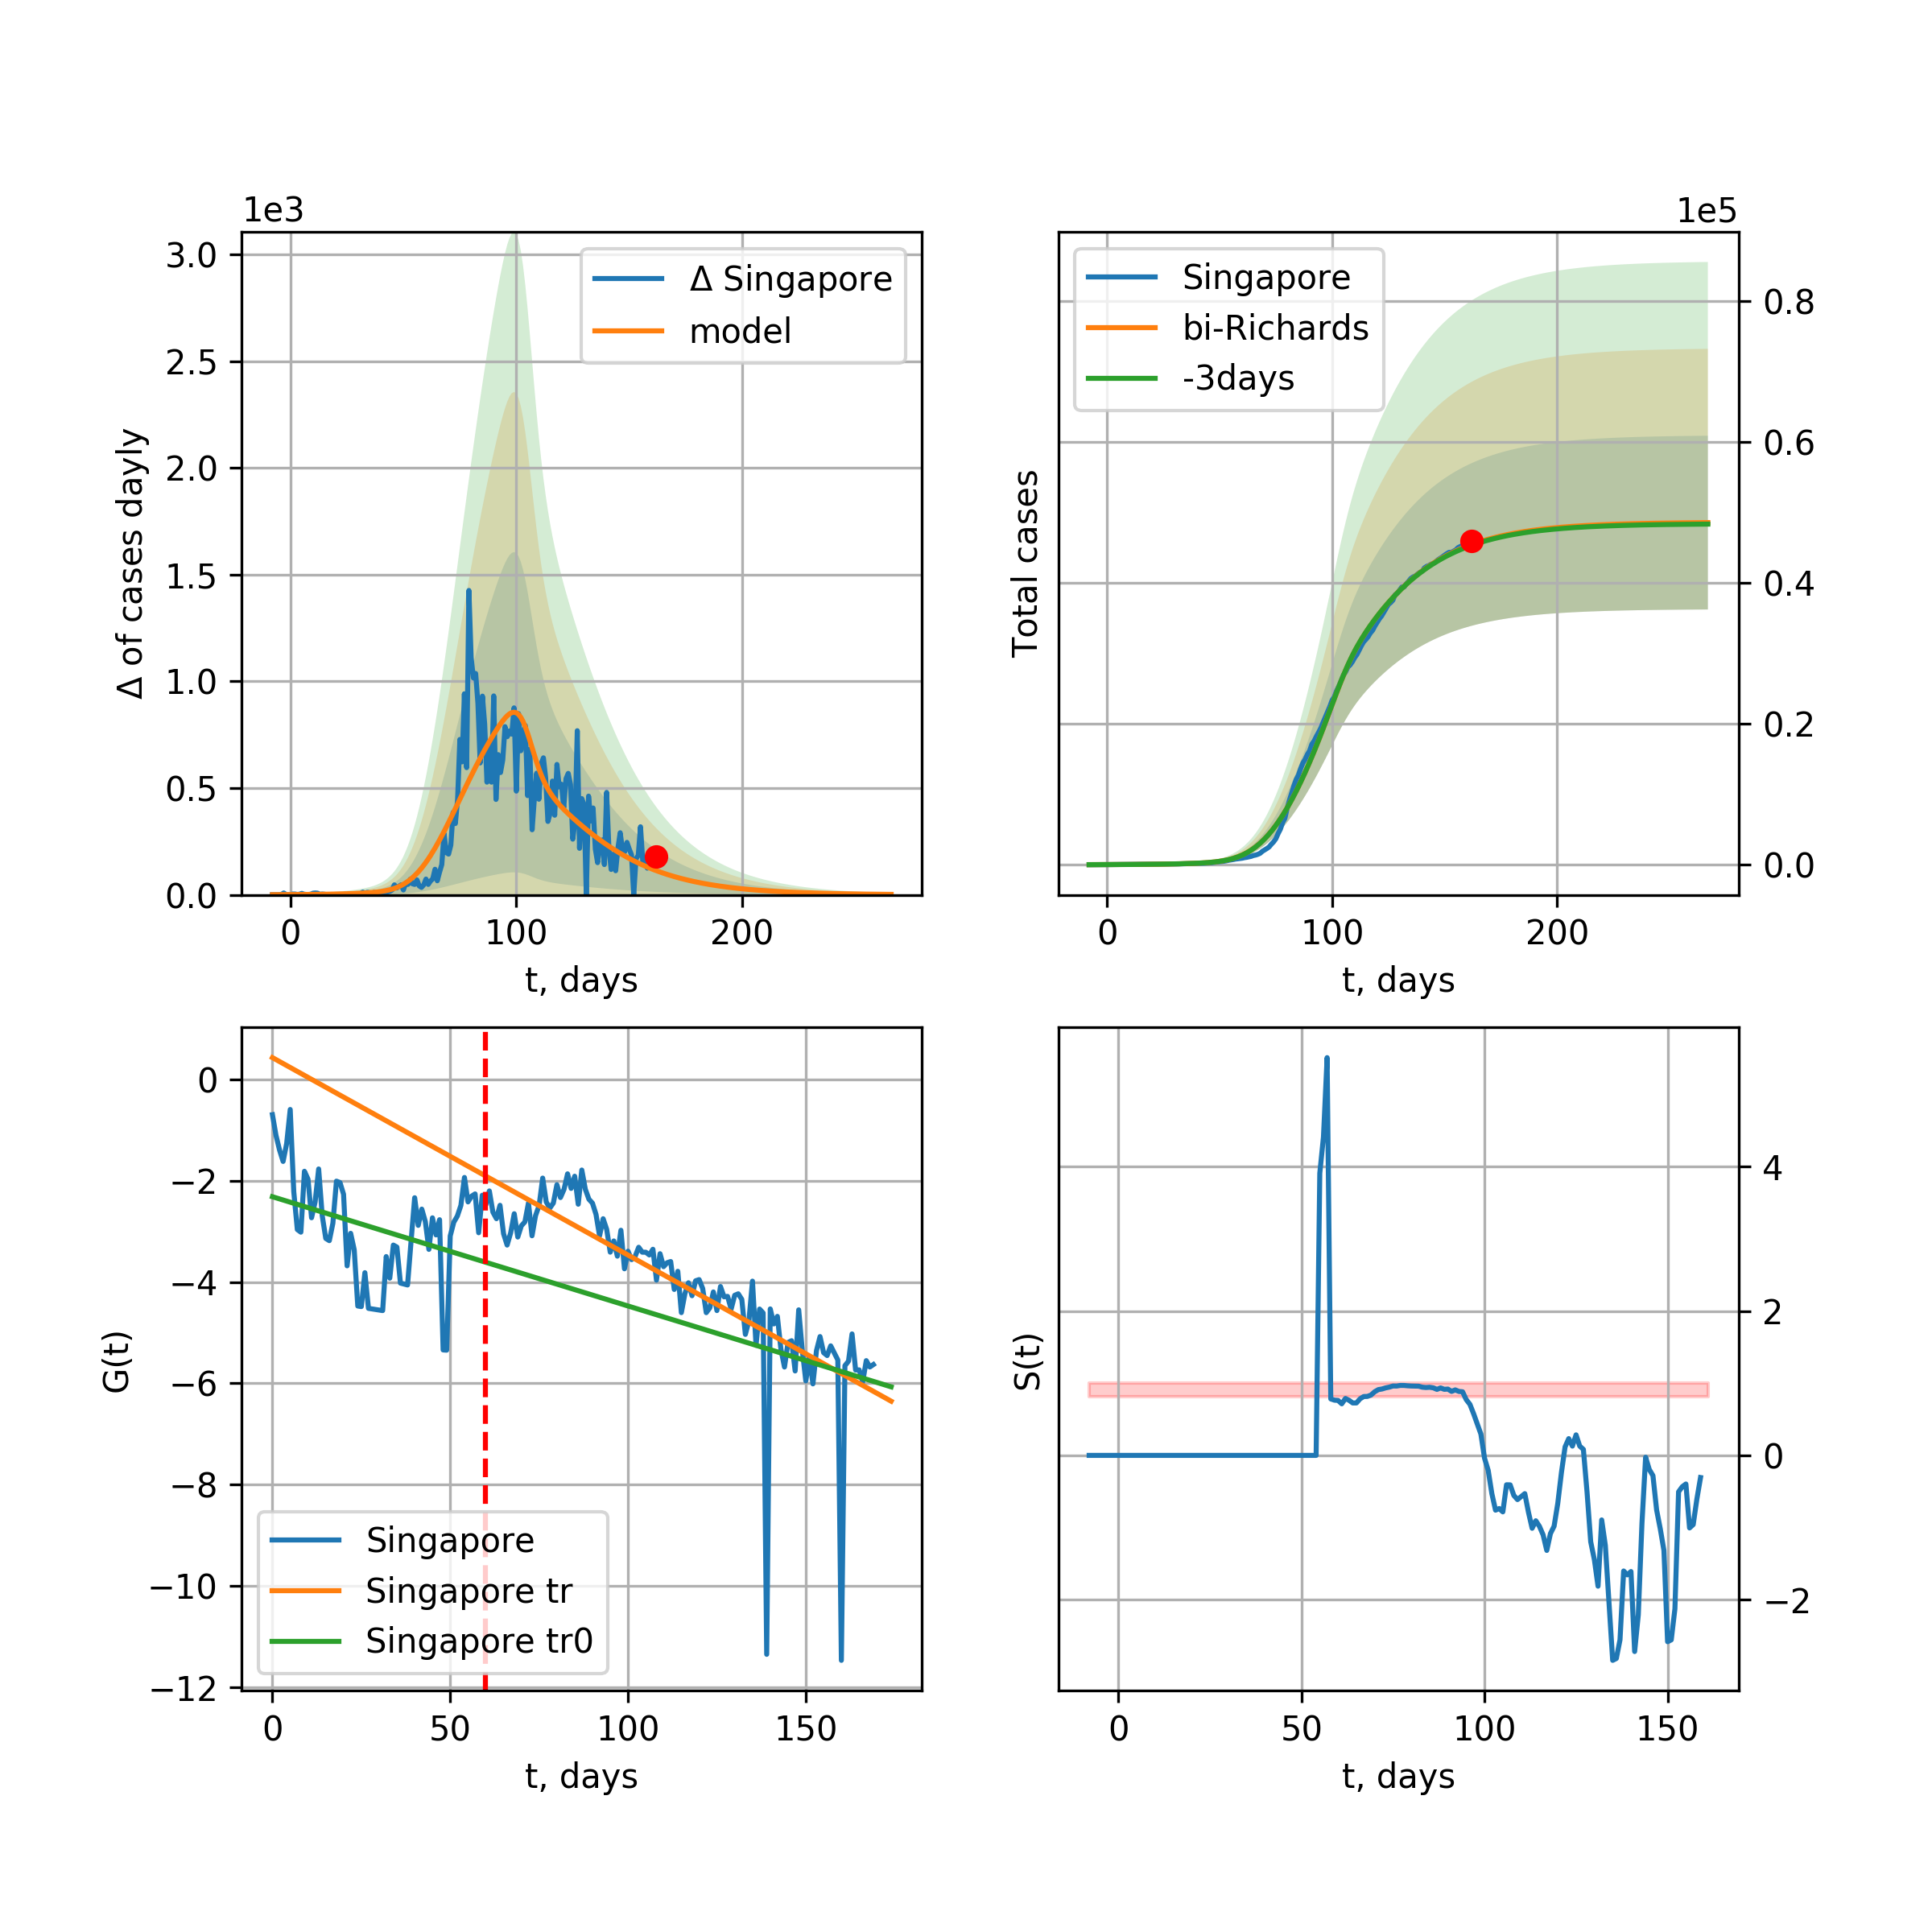 1e3
3.0
2.5
2.0
1.5
1.0
0.5
0.0
Δ of cases dayly
Δ Singapore
model
0 100 200
t, days
1e5
0.8
0.6
0.4
0.2
0.0
Total cases
Singapore
bi-Richards
-3days
0 100 200
t, days
0
−2
−4
−6
−8
−10
−12
G(t)
Singapore
Singapore tr
Singapore tr0
0 50 100 150
t, days
4
2
0
−2
S(t)
0 50 100 150
t, days